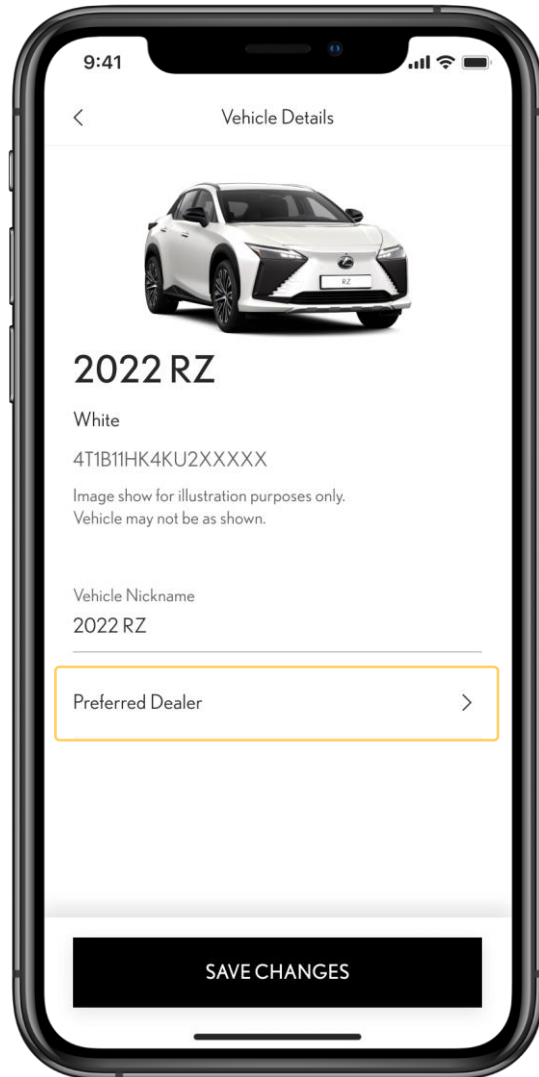 9:41
Vehicle Details
RZ
2022 RZ
White
4T1B11HK4KU2XXXXX
Image show for illustration purposes only.
Vehicle may not be as shown.
Vehicle Nickname
2022 RZ
Preferred Dealer
SAVE CHANGES